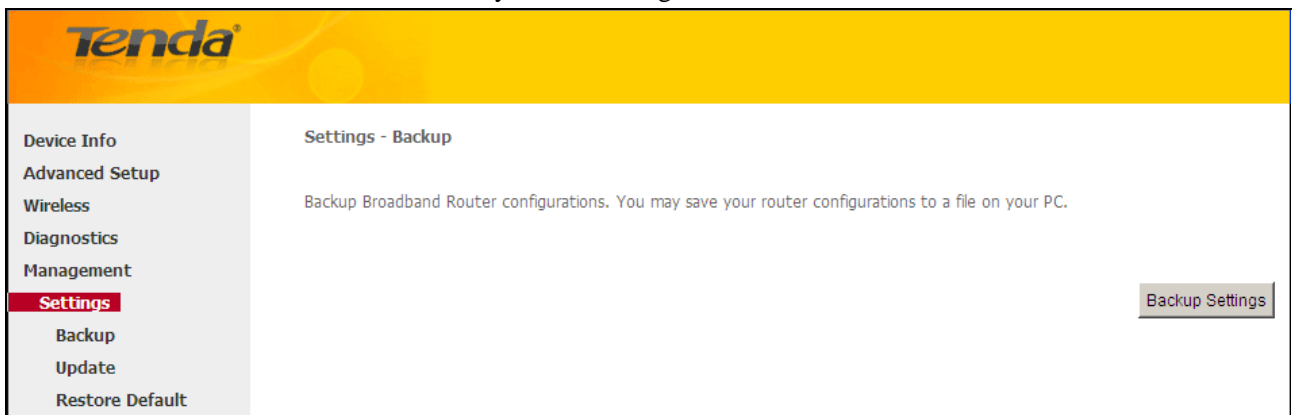 Tenda®
Device Info
Advanced Setup
Wireless
Diagnostics
Management
Settings
Backup
Update
Restore Default
Settings - Backup
Backup Broadband Router configurations. You may save your router configurations to a file on your PC.
Backup Settings